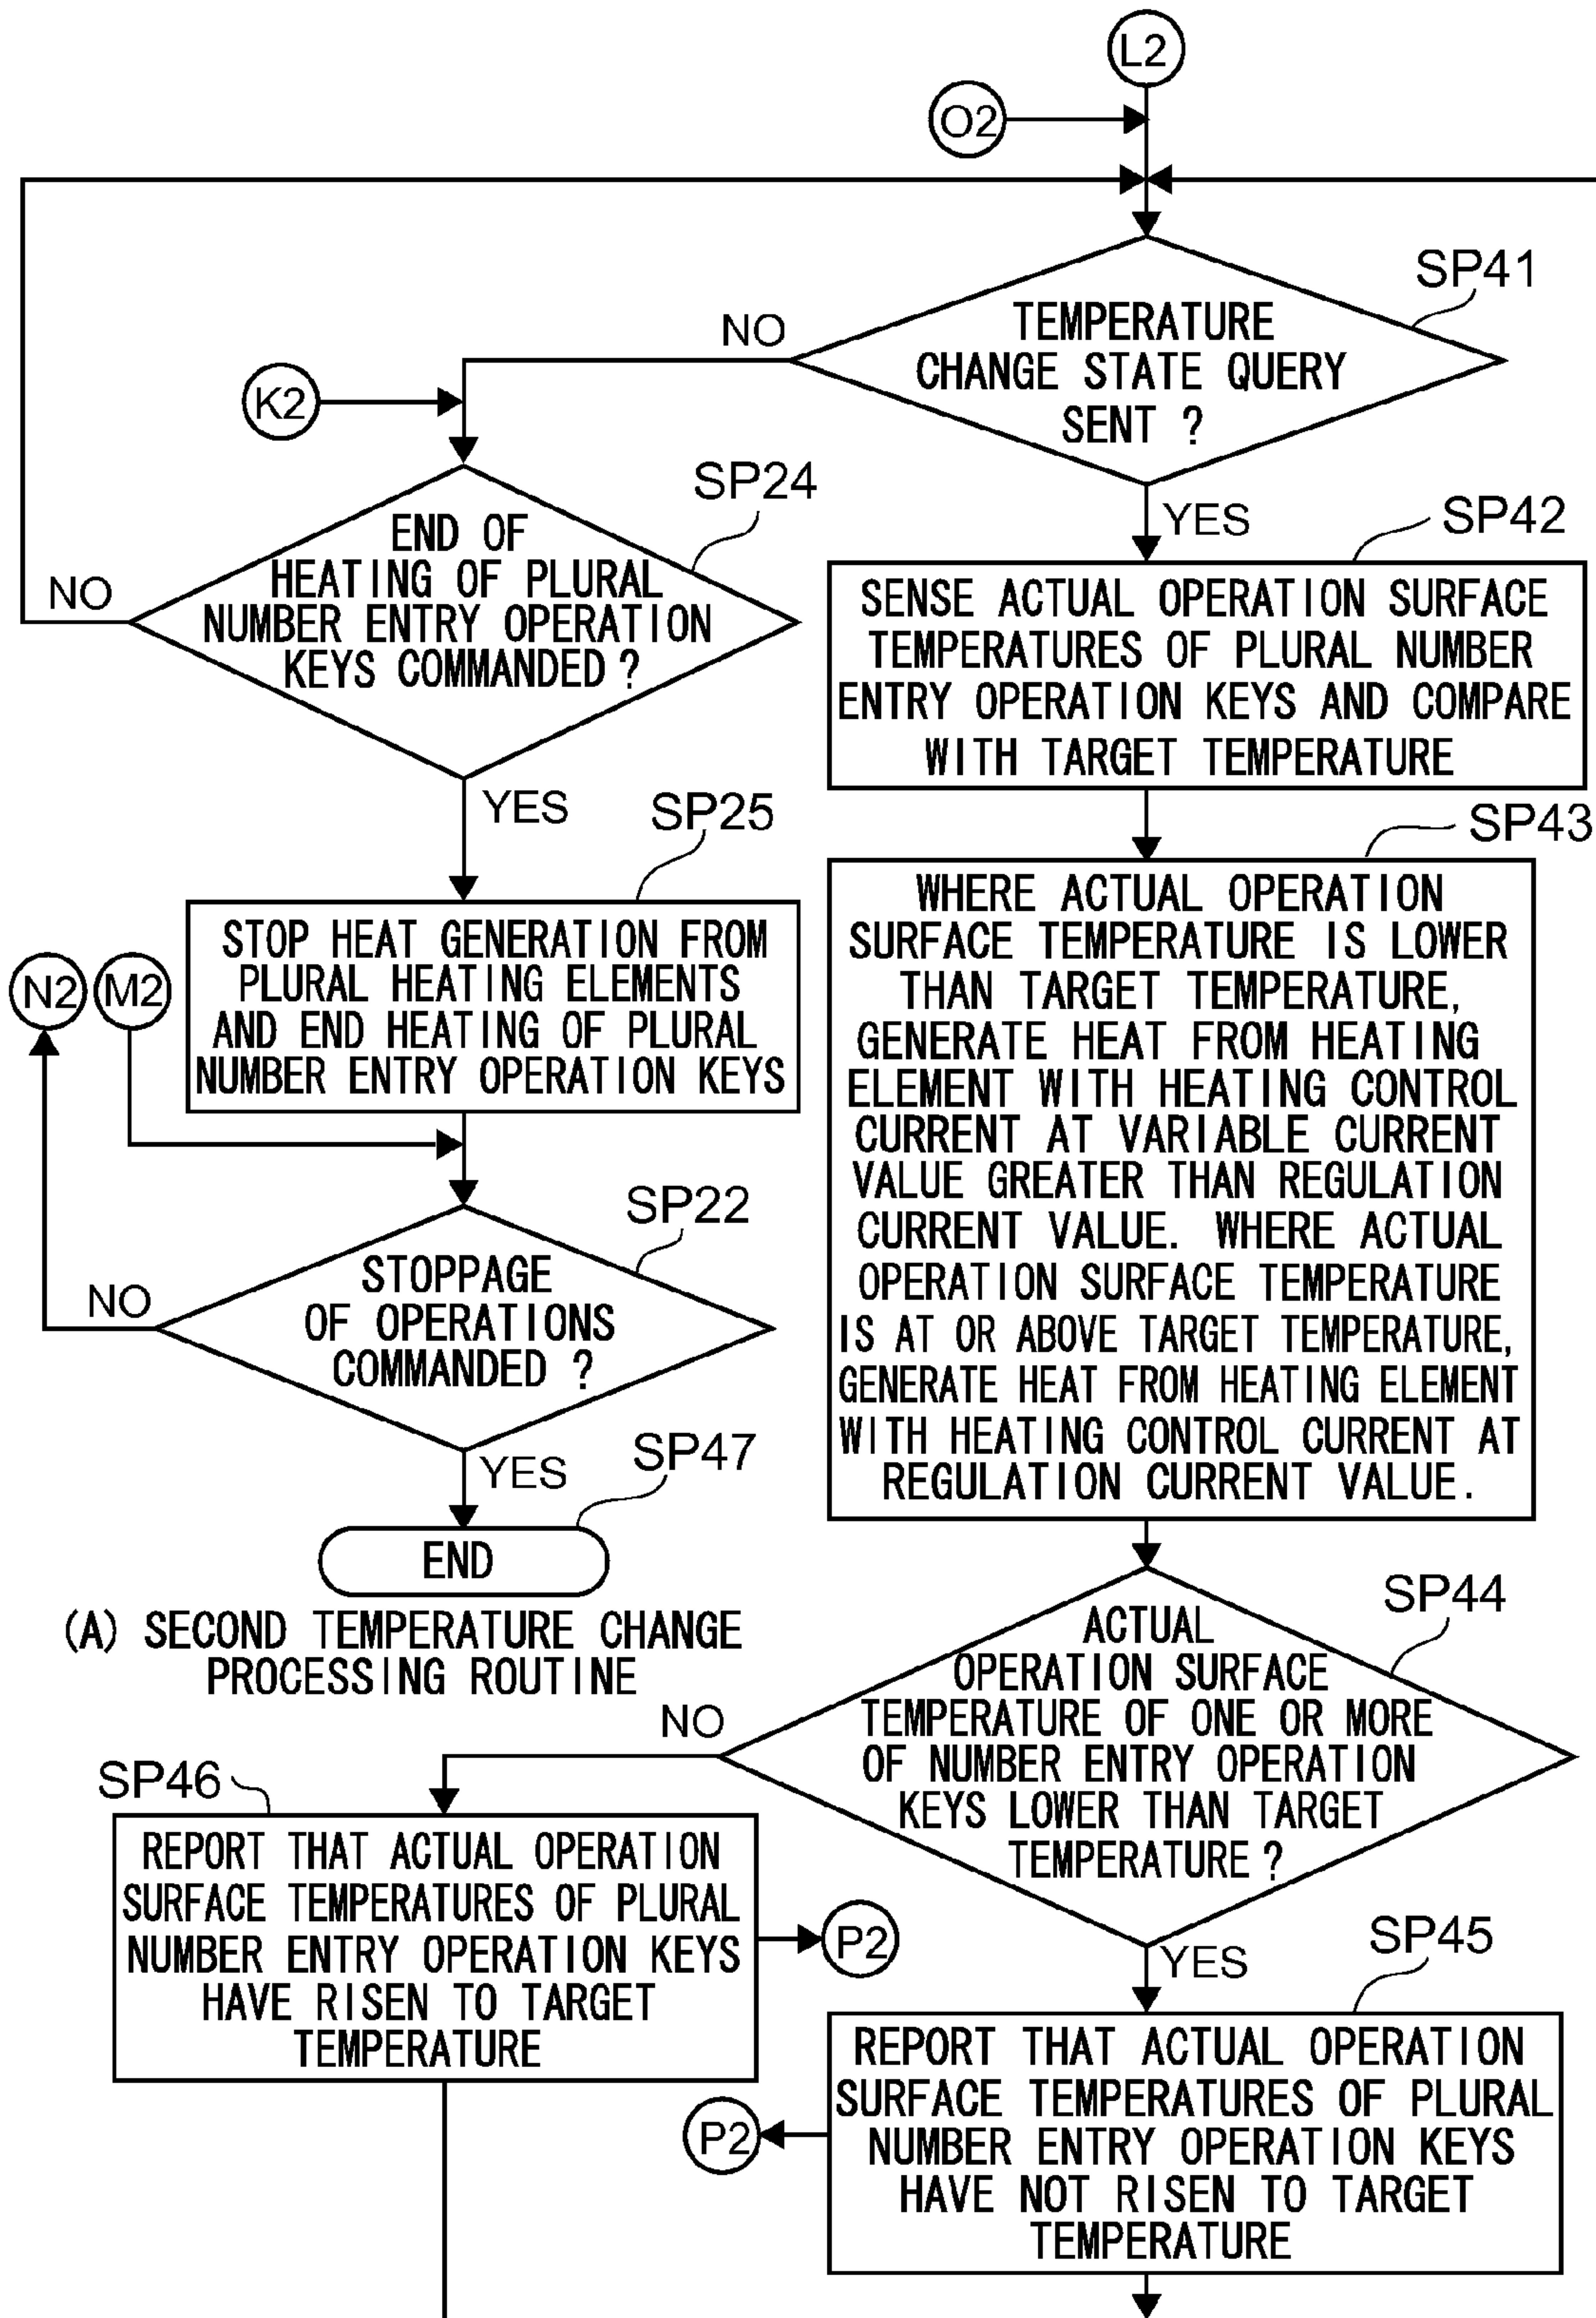 L2
O2
SP41
TEMPERATURE
CHANGE STATE QUERY
SENT ?
NO
YES
K2
SP24
END OF
HEATING OF PLURAL
NUMBER ENTRY OPERATION
KEYS COMMANDED ?
NO
YES
SP42
SENSE ACTUAL OPERATION SURFACE
TEMPERATURES OF PLURAL NUMBER
ENTRY OPERATION KEYS AND COMPARE
WITH TARGET TEMPERATURE
SP25
STOP HEAT GENERATION FROM
PLURAL HEATING ELEMENTS
AND END HEATING OF PLURAL
NUMBER ENTRY OPERATION KEYS
N2
M2
SP43
WHERE ACTUAL OPERATION
SURFACE TEMPERATURE IS LOWER
THAN TARGET TEMPERATURE,
GENERATE HEAT FROM HEATING
ELEMENT WITH HEATING CONTROL
CURRENT AT VARIABLE CURRENT
VALUE GREATER THAN REGULATION
CURRENT VALUE. WHERE ACTUAL
OPERATION SURFACE TEMPERATURE
IS AT OR ABOVE TARGET TEMPERATURE,
GENERATE HEAT FROM HEATING ELEMENT
WITH HEATING CONTROL CURRENT AT
REGULATION CURRENT VALUE.
SP22
STOPPAGE
OF OPERATIONS
COMMANDED ?
NO
YES
SP47
END
(A) SECOND TEMPERATURE CHANGE
PROCESSING ROUTINE
SP44
ACTUAL
OPERATION SURFACE
TEMPERATURE OF ONE OR MORE
OF NUMBER ENTRY OPERATION
KEYS LOWER THAN TARGET
TEMPERATURE ?
NO
YES
SP46
REPORT THAT ACTUAL OPERATION
SURFACE TEMPERATURES OF PLURAL
NUMBER ENTRY OPERATION KEYS
HAVE RISEN TO TARGET
TEMPERATURE
P2
SP45
REPORT THAT ACTUAL OPERATION
SURFACE TEMPERATURES OF PLURAL
NUMBER ENTRY OPERATION KEYS
HAVE NOT RISEN TO TARGET
TEMPERATURE
P2